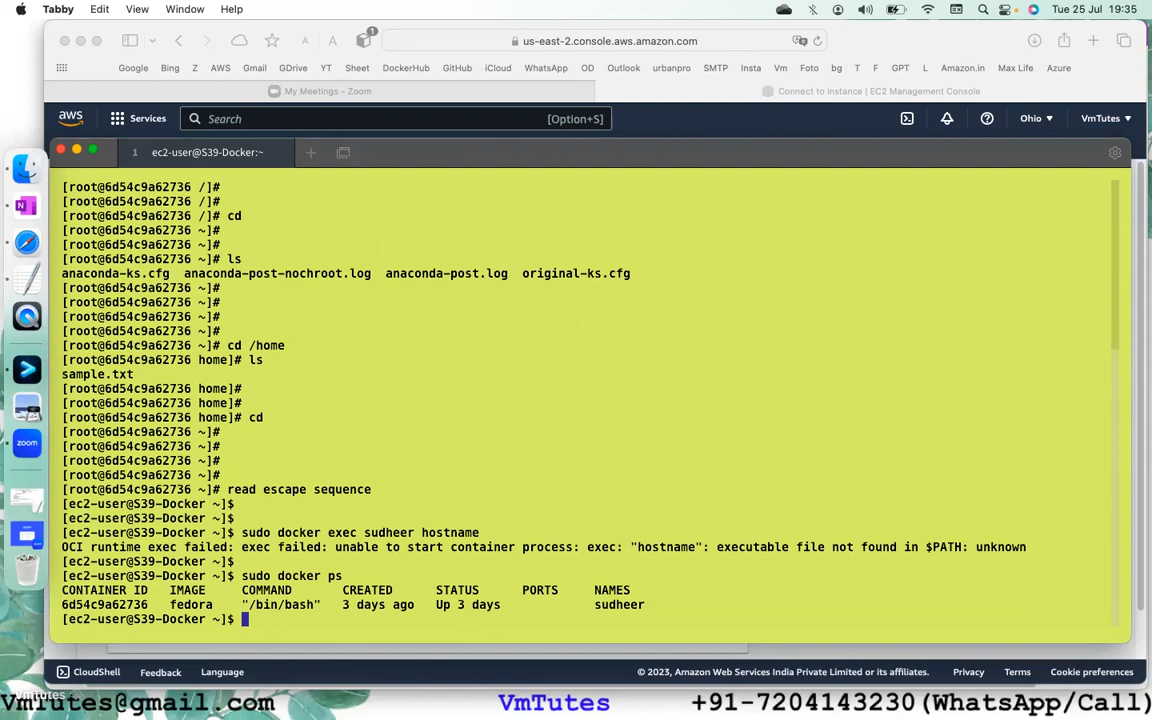 Tabby Edit View Window Help Tue 25 Jul 19:35
A A 1 us-east-2.console.aws.amazon.com
Google Bing Z AWS Gmail GDrive YT Sheet DockerHub GitHub iCloud WhatsApp OD Outlook urbanpro SMTP Insta Vm Foto bg T F GPT L Amazon.in Max Life Azure
My Meetings - Zoom Connect to instance | EC2 Management Console
aws Services Search [Option+S] Ohio VmTutes
1 ec2-user@S39-Docker:~
[root@6d54c9a62736 /]#
[root@6d54c9a62736 /]#
[root@6d54c9a62736 /]# cd
[root@6d54c9a62736 ~]#
[root@6d54c9a62736 ~]#
[root@6d54c9a62736 ~]# ls
anaconda-ks.cfg anaconda-post-nochroot.log anaconda-post.log original-ks.cfg
[root@6d54c9a62736 ~]#
[root@6d54c9a62736 ~]#
[root@6d54c9a62736 ~]#
[root@6d54c9a62736 ~]#
[root@6d54c9a62736 ~]# cd /home
[root@6d54c9a62736 home]# ls
sample.txt
[root@6d54c9a62736 home]#
[root@6d54c9a62736 home]#
[root@6d54c9a62736 home]# cd
[root@6d54c9a62736 ~]#
[root@6d54c9a62736 ~]#
[root@6d54c9a62736 ~]#
[root@6d54c9a62736 ~]#
[root@6d54c9a62736 ~]# read escape sequence
[ec2-user@S39-Docker ~]$
[ec2-user@S39-Docker ~]$
[ec2-user@S39-Docker ~]$ sudo docker exec sudheer hostname
OCI runtime exec failed: exec failed: unable to start container process: exec: "hostname": executable file not found in $PATH: unknown
[ec2-user@S39-Docker ~]$
[ec2-user@S39-Docker ~]$ sudo docker ps
CONTAINER ID IMAGE COMMAND CREATED STATUS PORTS NAMES
6d54c9a62736 fedora "/bin/bash" 3 days ago Up 3 days sudheer
[ec2-user@S39-Docker ~]$
zoom
CloudShell Feedback Language © 2023, Amazon Web Services India Private Limited or its affiliates. Privacy Terms Cookie preferences
VmTutes
VmTutes@gmail.com VmTutes +91-7204143230(WhatsApp/Call)